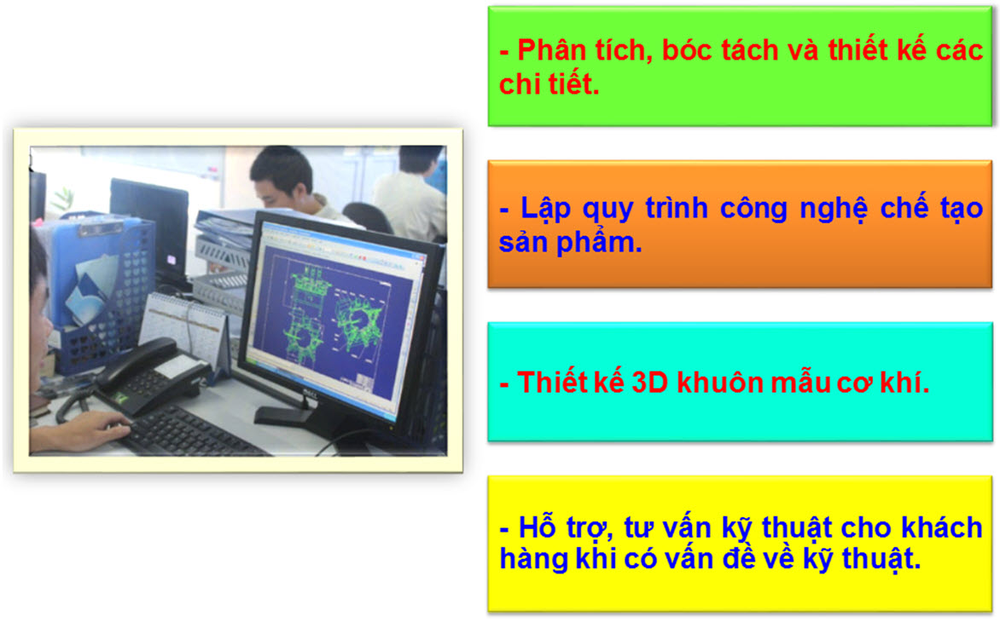 - Phân tích, bóc tách và thiết kế các
chi tiết.
- Lập quy trình công nghệ chế tạo
sản phẩm.
- Thiết kế 3D khuôn mẫu cơ khí.
- Hỗ trợ, tư vấn kỹ thuật cho khách
hàng khi có vấn đề về kỹ thuật.
DELL